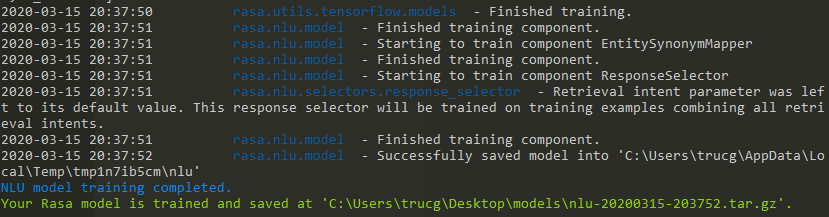 2020-03-15 20:37:50 rasa.utils.tensorflow.models - Finished training.
2020-03-15 20:37:51 rasa.nlu.model - Finished training component.
2020-03-15 20:37:51 rasa.nlu.model - Starting to train component EntitySynonymMapper
2020-03-15 20:37:51 rasa.nlu.model - Finished training component.
2020-03-15 20:37:51 rasa.nlu.model - Starting to train component ResponseSelector
2020-03-15 20:37:51 rasa.nlu.selectors.response_selector - Retrieval intent parameter was lef
t to its default value. This response selector will be trained on training examples combining all retri
eval intents.
2020-03-15 20:37:51 rasa.nlu.model - Finished training component.
2020-03-15 20:37:52 rasa.nlu.model - Successfully saved model into 'C:\Users\trucg\AppData\Lo
cal\Temp\tmp1n7ib5cm\nlu'
NLU model training completed.
Your Rasa model is trained and saved at 'C:\Users\trucg\Desktop\models\nlu-20200315-203752.tar.gz'.